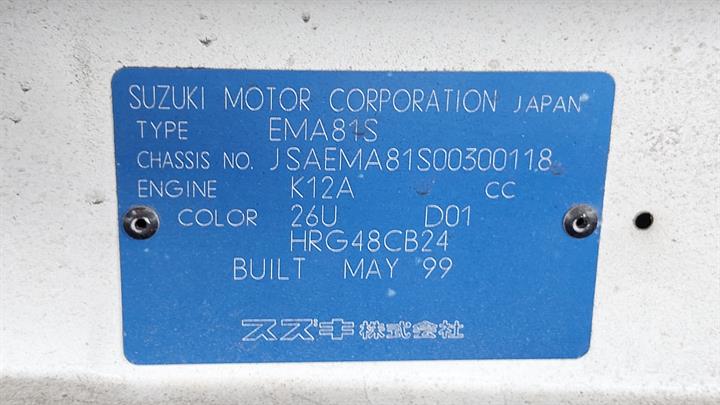 SUZUKI MOTOR CORPORATION JAPAN
TYPE EMA81S
CHASSIS NO. JSAEMA81S00300118
ENGINE K12A CC
COLOR 26U D01
HRG48CB24
BUILT MAY 99
スズキ株式会社